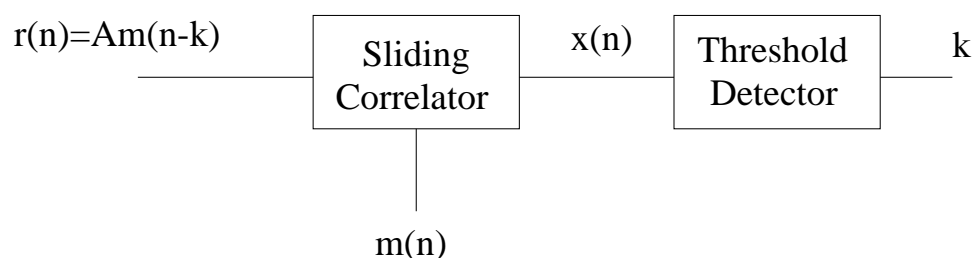 r(n)=Am(n-k)
Sliding
Correlator
x(n)
Threshold
Detector
k
m(n)